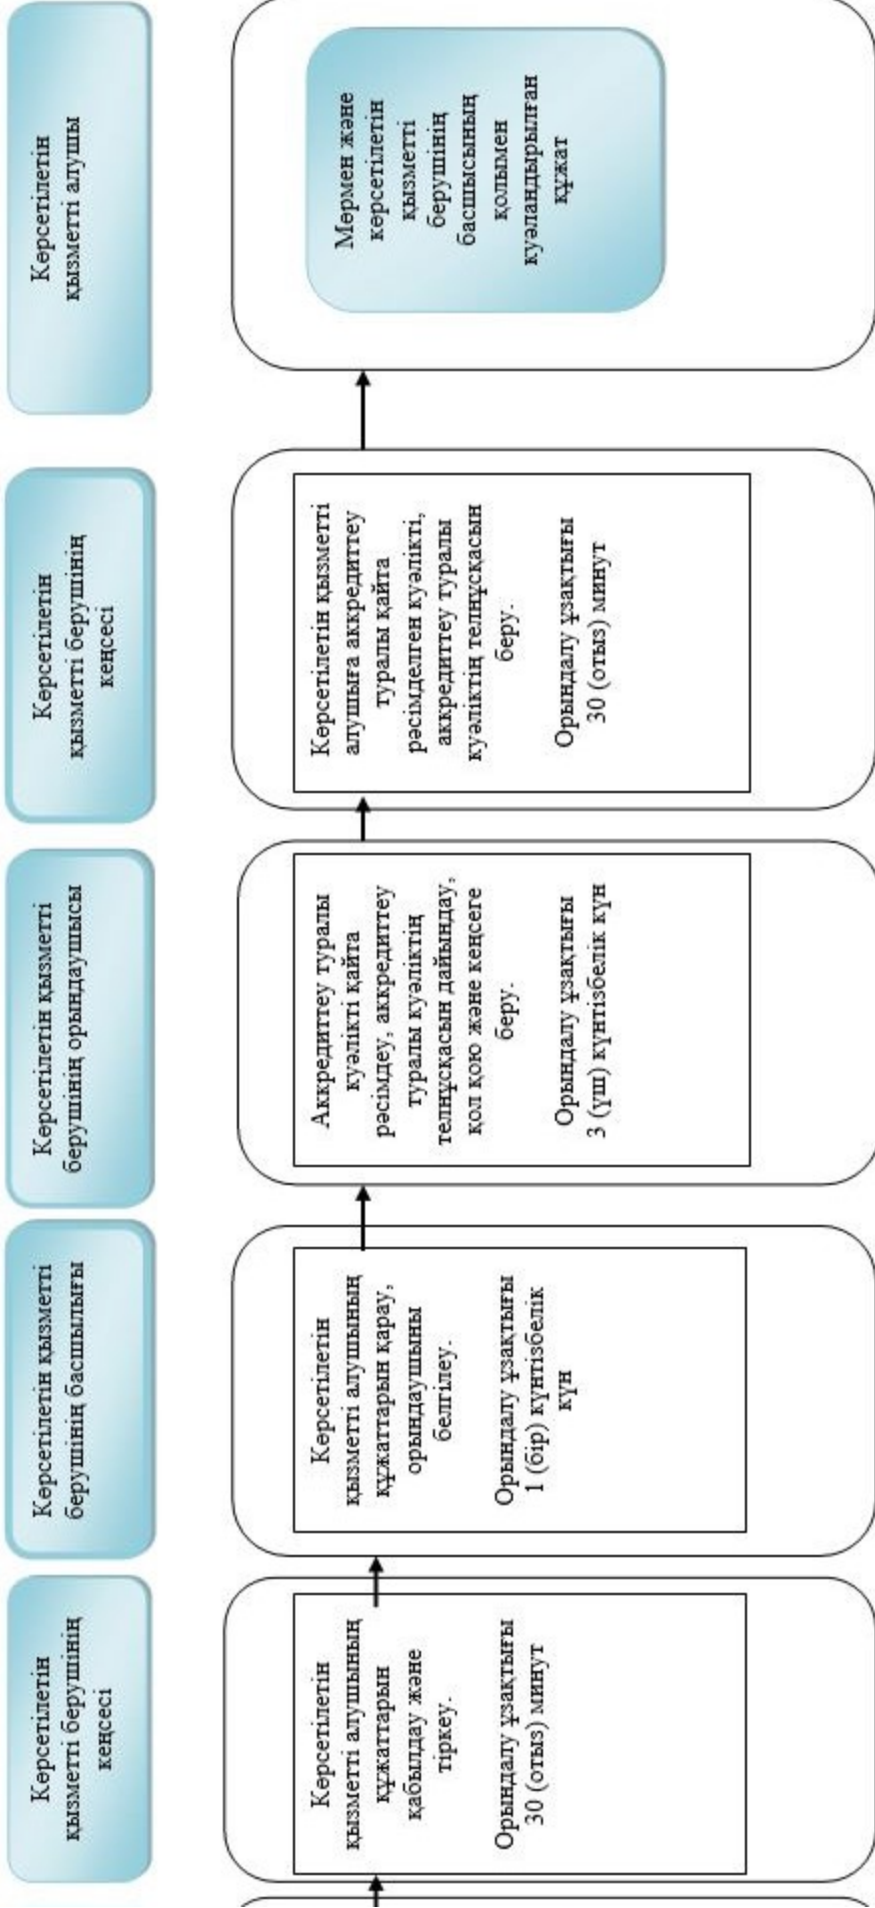 Көрсетілетін
қызметті берушінің
кеңсесі
Көрсетілетін қызметті
берушінің басшылығы
Көрсетілетін қызметті
берушінің орындаушысы
Көрсетілетін
қызметті берушінің
кеңсесі
Көрсетілетін
қызметті алушы
Көрсетілетін
қызметті алушының
құжаттарын
қабылдау және
тіркеу.
Орындалу ұзақтығы
30 (отыз) минут
Көрсетілетін
қызметті алушының
құжаттарын қарау,
орындаушыны
белгілеу.
Орындалу ұзақтығы
1 (бір) күнтізбелік
күн
Аккредиттеу туралы
куәлікті қайта
рәсімдеу, аккредиттеу
туралы куәліктің
телнұсқасын дайындау,
қол қою және кеңсеге
беру.
Орындалу ұзақтығы
3 (үш) күнтізбелік күн
Көрсетілетін қызметті
алушыға аккредиттеу
туралы қайта
рәсімделген куәлікті,
аккредиттеу туралы
куәліктің телнұсқасын
беру.
Орындалу ұзақтығы
30 (отыз) минут
Мөрмен және
көрсетілетін
қызметті
берушінің
басшысының
қолымен
куәландырылған
құжат